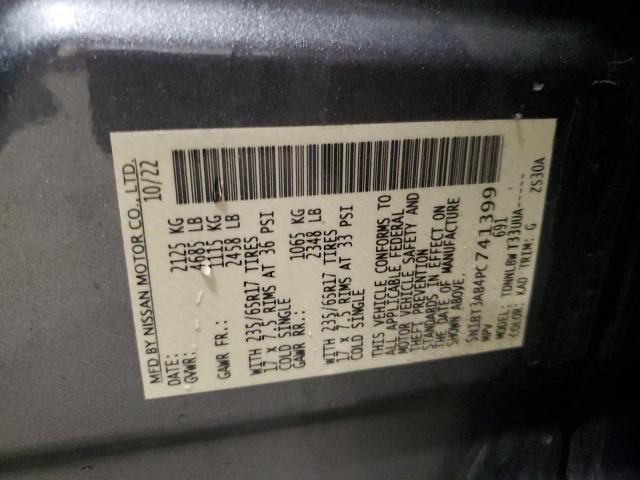 MFD BY NISSAN MOTOR CO., LTD.
DATE: 10/22
GVWR: 2125 KG
4685 LB
GAWR FR.: 1115 KG
2458 LB
WITH 235/65R17 TIRES
17 X 7.5 RIMS AT 36 PSI
COLD SINGLE
GAWR RR.: 1065 KG
2348 LB
WITH 235/65R17 TIRES
17 X 7.5 RIMS AT 33 PSI
COLD SINGLE
THIS VEHICLE CONFORMS TO
ALL APPLICABLE FEDERAL
MOTOR VEHICLE SAFETY AND
THEFT PREVENTION
STANDARDS IN EFFECT ON
THE DATE OF MANUFACTURE
SHOWN ABOVE.
5N1BT3AB4PC741399
MPV 691
MODEL: TDNNLBW T33UUA-----
COLOR: KAD TRIM: G ZS30A